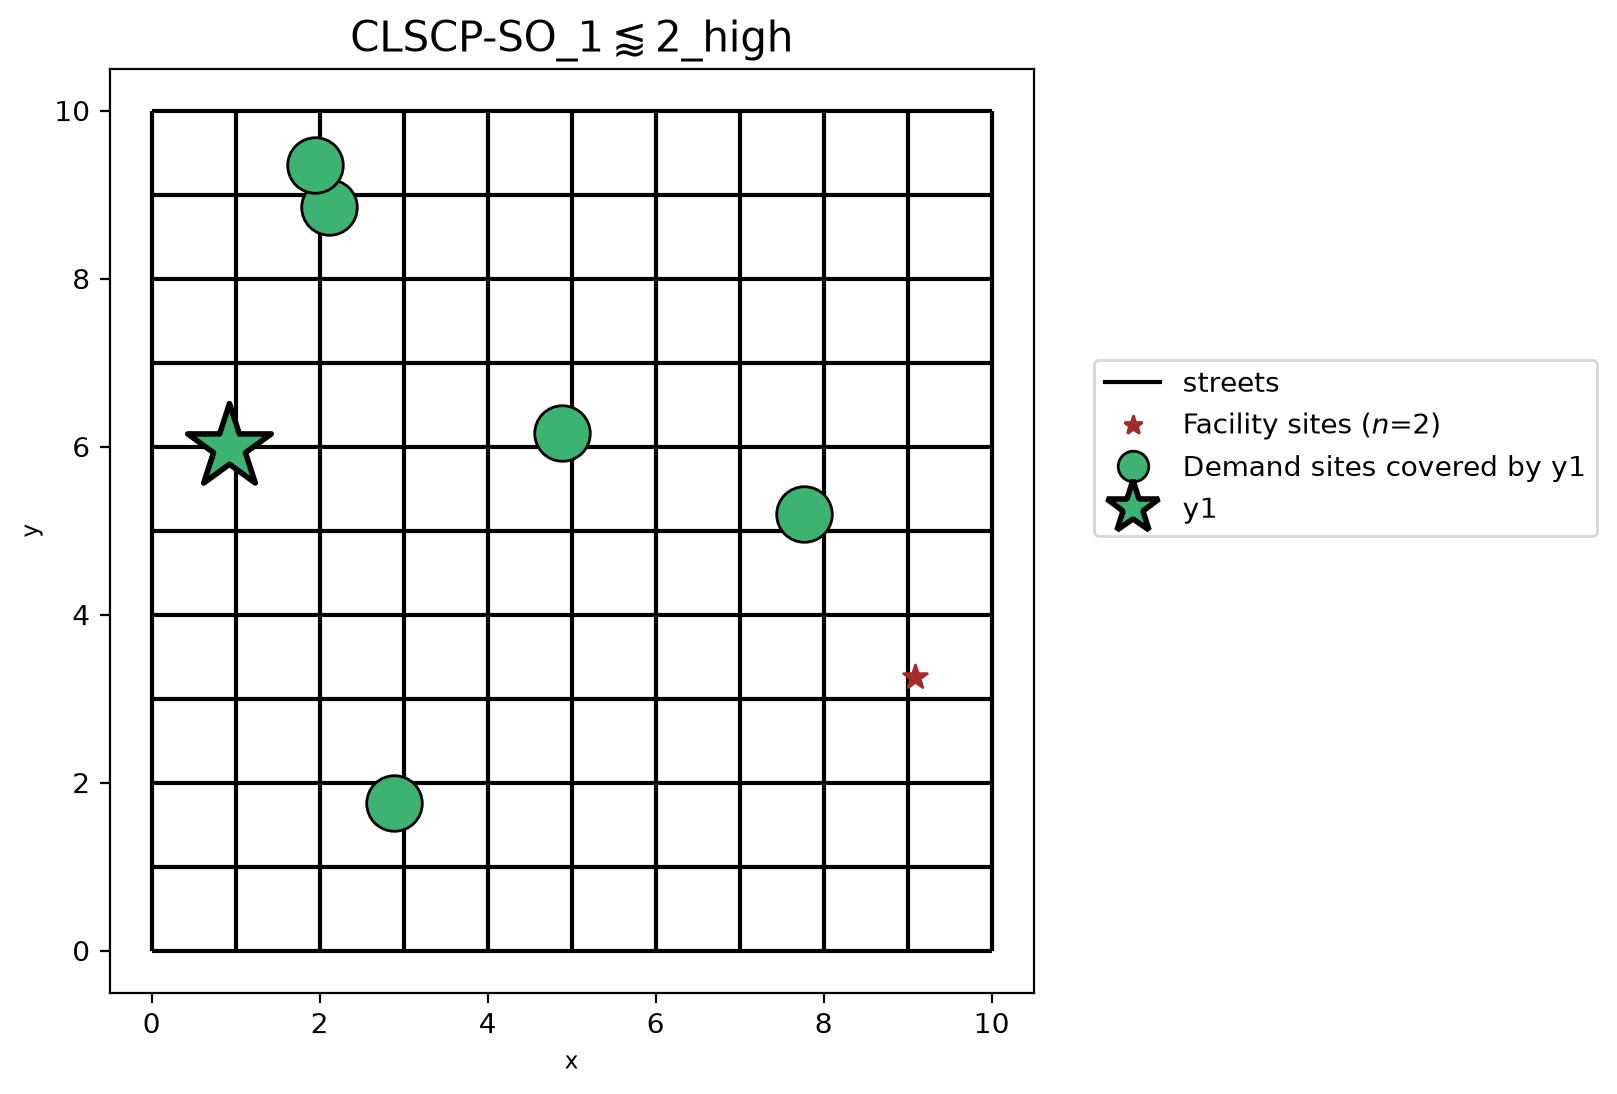 CLSCP-SO_1⪅2_high
10
8
6
4
2
0
y
0 2 4 6 8 10
x
streets
Facility sites (n=2)
Demand sites covered by y1
y1